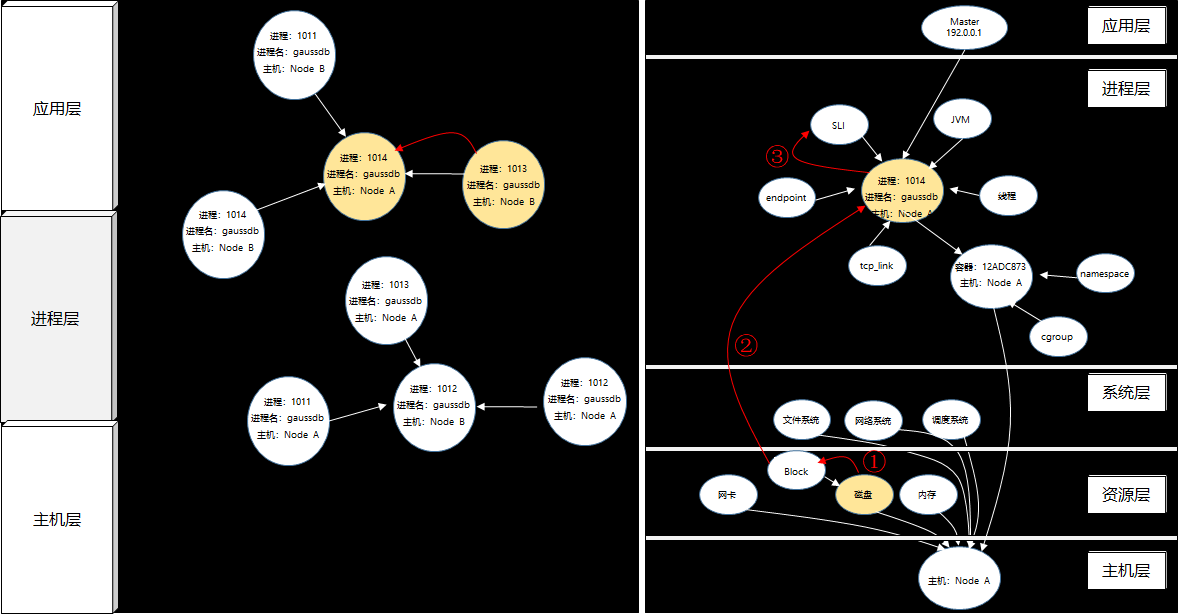 应用层
进程层
主机层
进程：1011
进程名：gaussdb
主机：Node B
进程：1014
进程名：gaussdb
主机：Node A
进程：1013
进程名：gaussdb
主机：Node B
进程：1014
进程名：gaussdb
主机：Node B
进程：1013
进程名：gaussdb
主机：Node A
进程：1011
进程名：gaussdb
主机：Node A
进程：1012
进程名：gaussdb
主机：Node B
进程：1012
进程名：gaussdb
主机：Node A
Master
192.0.0.1
应用层
进程层
SLI
JVM
③
进程：1014
进程名：gaussdb
主机：Node A
endpoint
线程
tcp_link
容器：12ADC873
主机：Node A
namespace
cgroup
②
系统层
文件系统
网络系统
调度系统
①
Block
资源层
网卡
磁盘
内存
主机层
主机：Node A